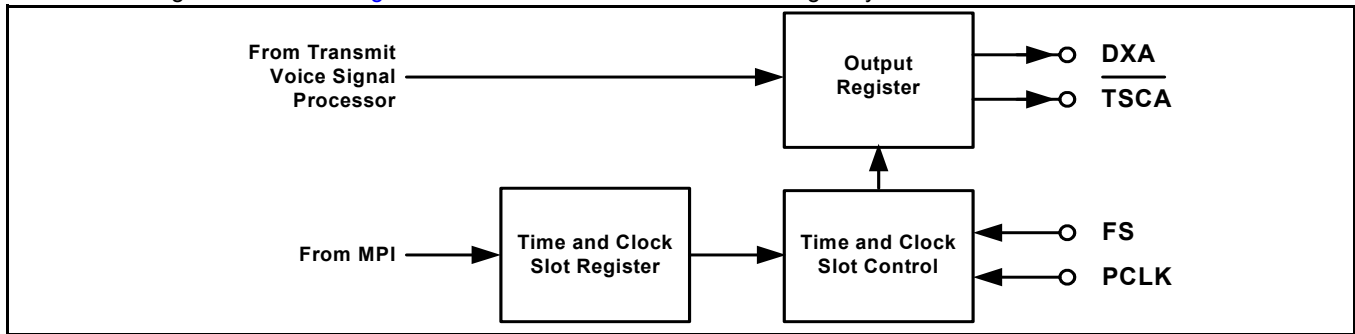 From Transmit
Voice Signal
Processor
Output
Register
DXA
TSCA
From MPI
Time and Clock
Slot Register
Time and Clock
Slot Control
FS
PCLK